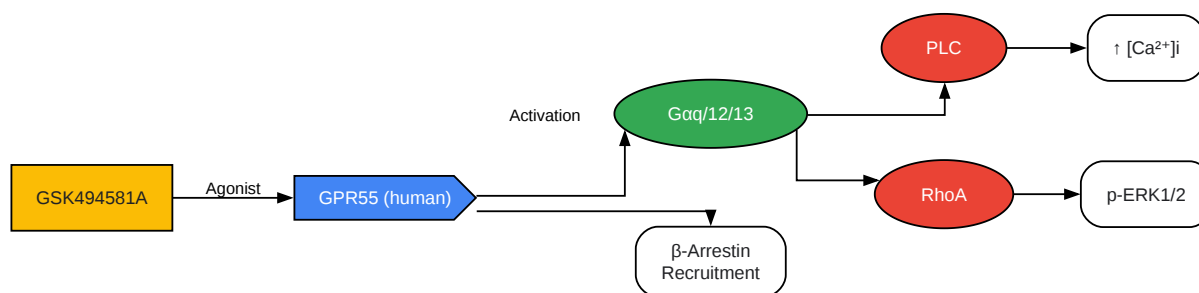 GSK494581A
Agonist
GPR55 (human)
Activation
Gαq/12/13
β-Arrestin
Recruitment
PLC
↑ [Ca²⁺]i
RhoA
p-ERK1/2